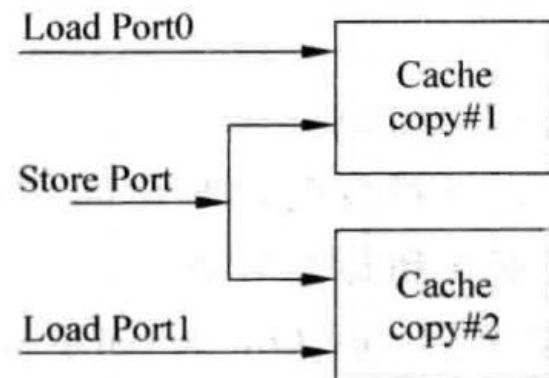 Load Port0
Cache
copy#1
Store Port
Cache
copy#2
Load Port1